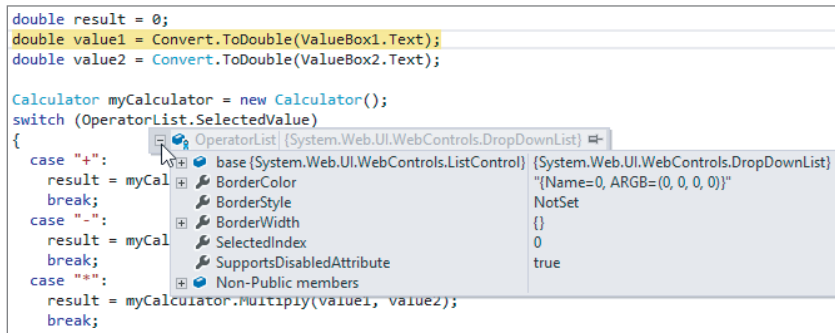 double result = 0;
double value1 = Convert.ToDouble(ValueBox1.Text);
double value2 = Convert.ToDouble(ValueBox2.Text);
Calculator myCalculator = new Calculator();
switch (OperatorList.SelectedValue)
{
OperatorList {System.Web.UI.WebControls.DropDownList}
case "+":
base {System.Web.UI.WebControls.ListControl} {System.Web.UI.WebControls.DropDownList}
result = myCal
BorderColor "{Name=0, ARGB=(0, 0, 0, 0)}"
break;
BorderStyle NotSet
case "-":
BorderWidth {}
result = myCal
SelectedIndex 0
break;
SupportsDisabledAttribute true
case "*":
Non-Public members
result = myCalculator.Multiply(value1, value2);
break;